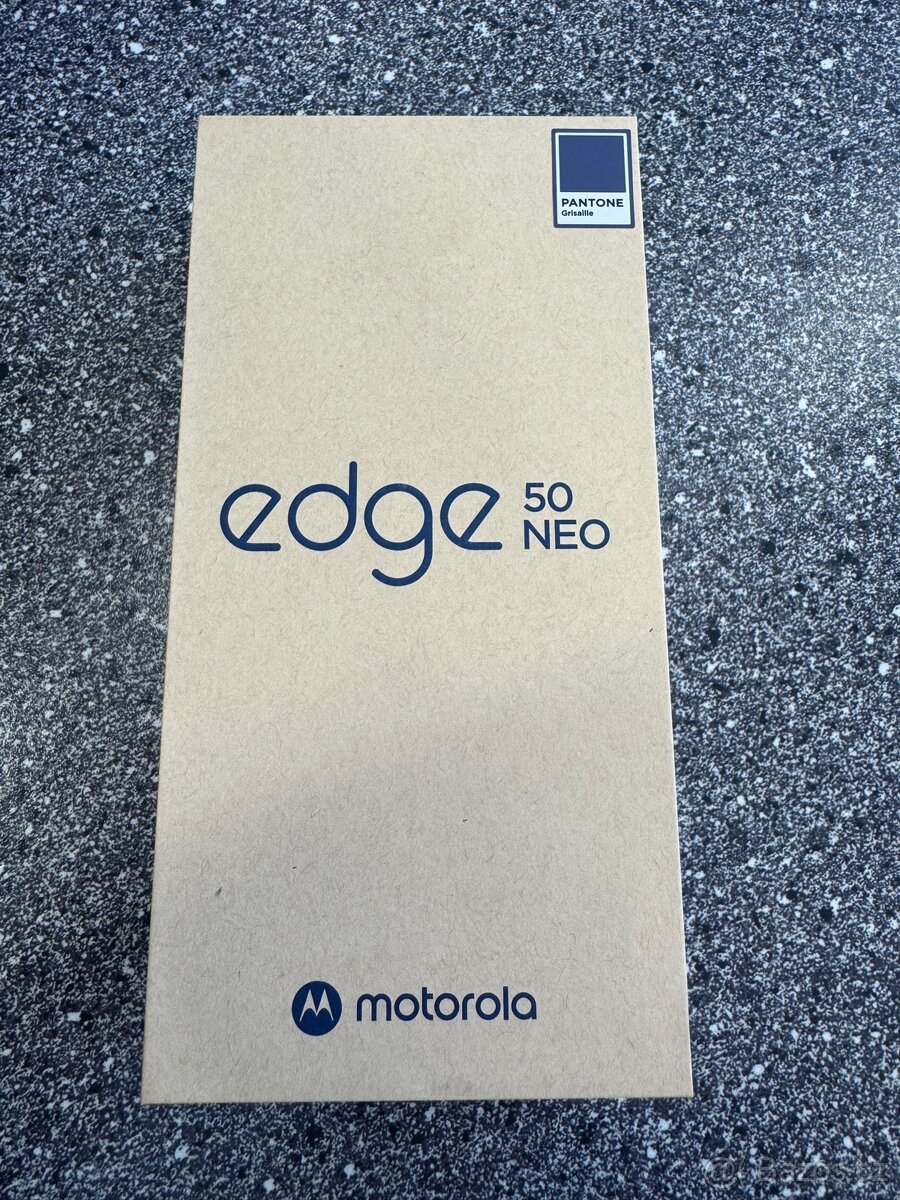 PANTONE
Grisaille
edge 50
NEO
motorola